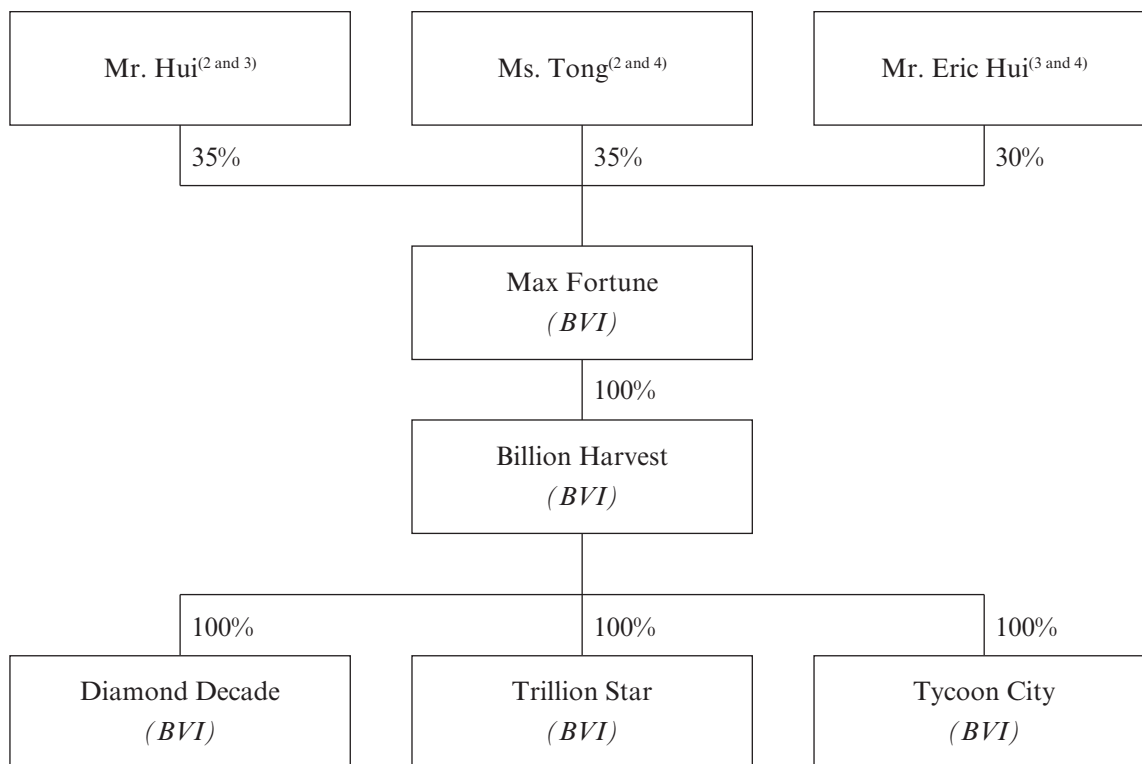 Mr. Hui(2 and 3)
Ms. Tong(2 and 4)
Mr. Eric Hui(3 and 4)
35%
35%
30%
Max Fortune
(BVI)
100%
Billion Harvest
(BVI)
100%
100%
100%
Diamond Decade
(BVI)
Trillion Star
(BVI)
Tycoon City
(BVI)